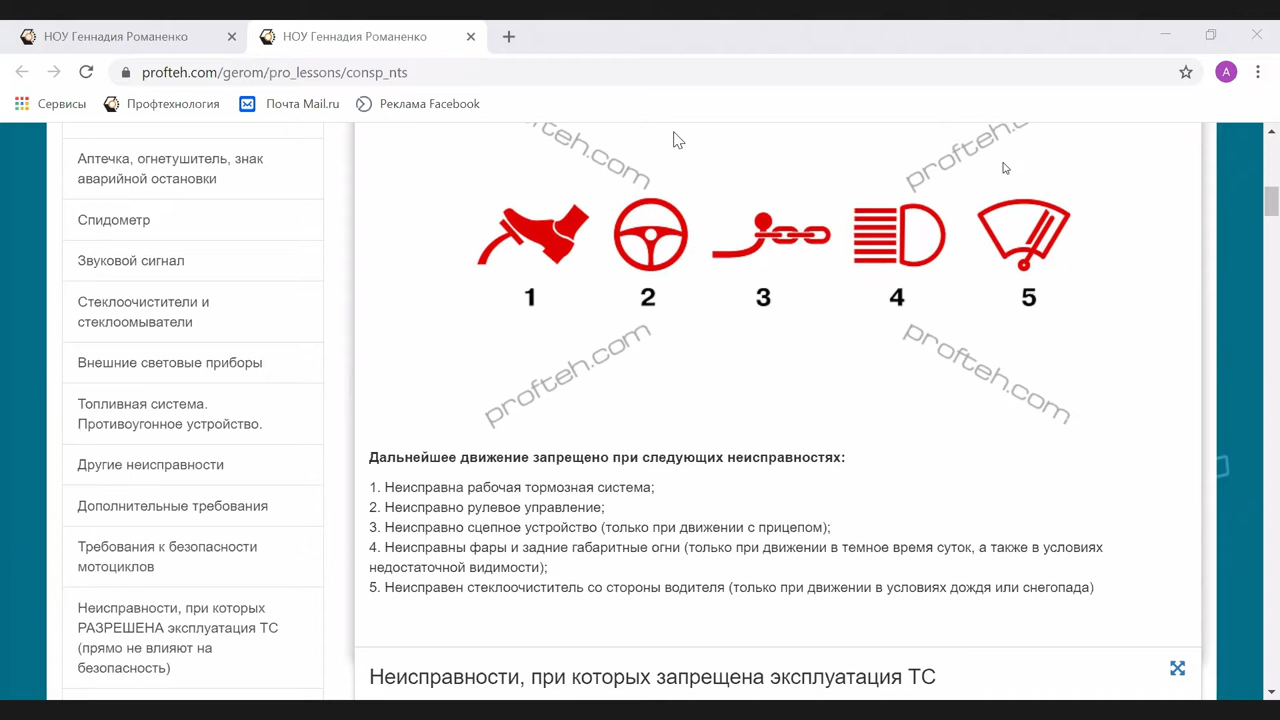 НОУ Геннадия Романенко
НОУ Геннадия Романенко
profteh.com/gerom/pro_lessons/consp_nts
A
Сервисы
Профтехнология
Почта Mail.ru
Реклама Facebook
Аптечка, огнетушитель, знак
аварийной остановки
Спидометр
Звуковой сигнал
Стеклоочистители и
стеклоомыватели
Внешние световые приборы
Топливная система.
Противоугонное устройство.
Другие неисправности
Дополнительные требования
Требования к безопасности
мотоциклов
Неисправности, при которых
РАЗРЕШЕНА эксплуатация ТС
(прямо не влияют на
безопасность)
1 2 3 4 5
profteh.com
profteh.com
Дальнейшее движение запрещено при следующих неисправностях:
1. Неисправна рабочая тормозная система;
2. Неисправно рулевое управление;
3. Неисправно сцепное устройство (только при движении с прицепом);
4. Неисправны фары и задние габаритные огни (только при движении в темное время суток, а также в условиях
недостаточной видимости);
5. Неисправен стеклоочиститель со стороны водителя (только при движении в условиях дождя или снегопада)
Неисправности, при которых запрещена эксплуатация ТС